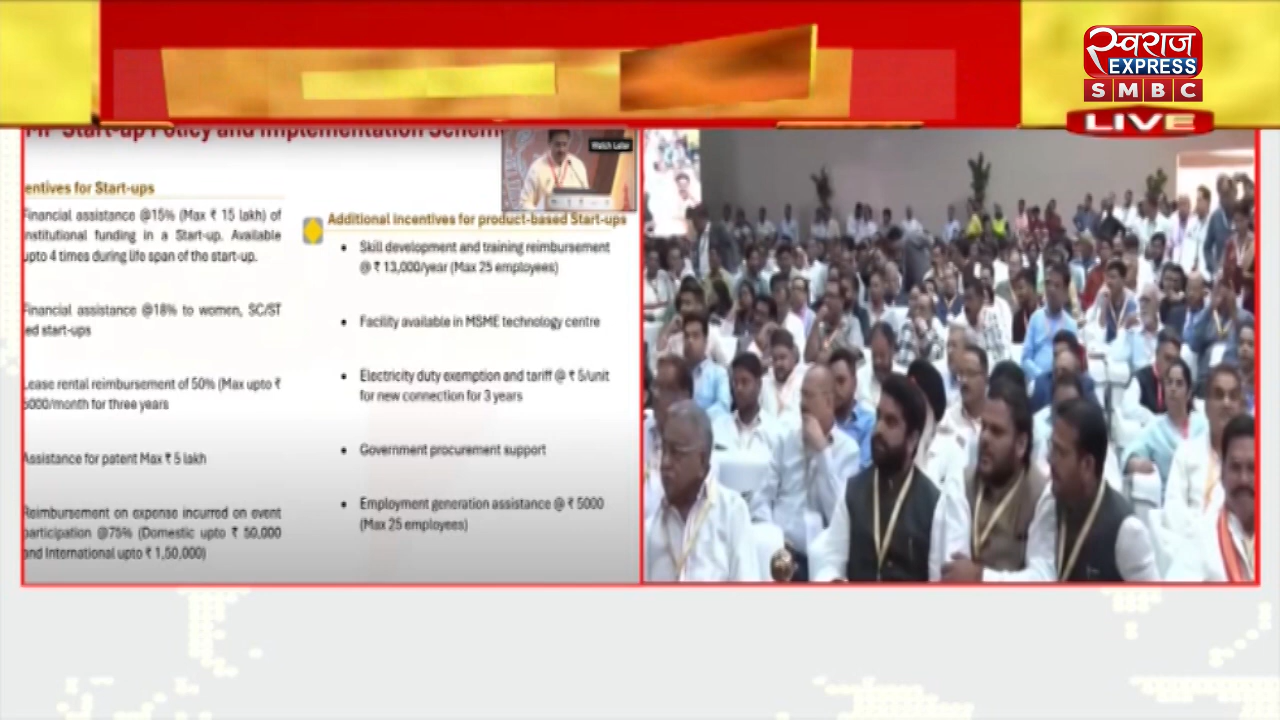 स्वराज
EXPRESS
SMBC
LIVE
MP Start-up Policy and Implementation Scheme
Watch Later
entives for Start-ups
Financial assistance @15% (Max ₹ 15 lakh) of
institutional funding in a Start-up. Available
upto 4 times during life span of the start-up.
Financial assistance @18% to women, SC/ST
ed start-ups
Lease rental reimbursement of 50% (Max upto ₹
5000/month for three years
Assistance for patent Max ₹ 5 lakh
Reimbursement on expense incurred on event
participation @75% (Domestic upto ₹ 50,000
and International upto ₹ 1,50,000)
Additional incentives for product-based Start-ups
• Skill development and training reimbursement
@ ₹ 13,000/year (Max 25 employees)
• Facility available in MSME technology centre
• Electricity duty exemption and tariff @ ₹ 5/unit
for new connection for 3 years
• Government procurement support
• Employment generation assistance @ ₹ 5000
(Max 25 employees)